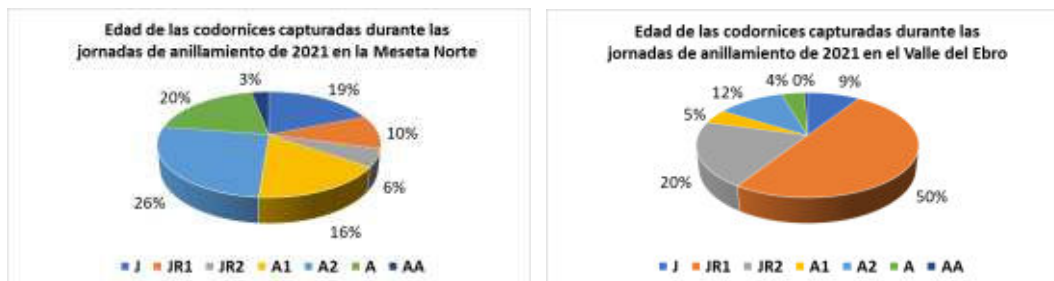 Edad de las codornices capturadas durante las
jornadas de anillamiento de 2021 en la Meseta Norte
3%
19%
20%
10%
6%
26%
16%
J JR1 JR2 A1 A2 A AA
Edad de las codornices capturadas durante las
jornadas de anillamiento de 2021 en el Valle del Ebro
4% 0% 9%
12%
5%
20%
50%
J JR1 JR2 A1 A2 A AA